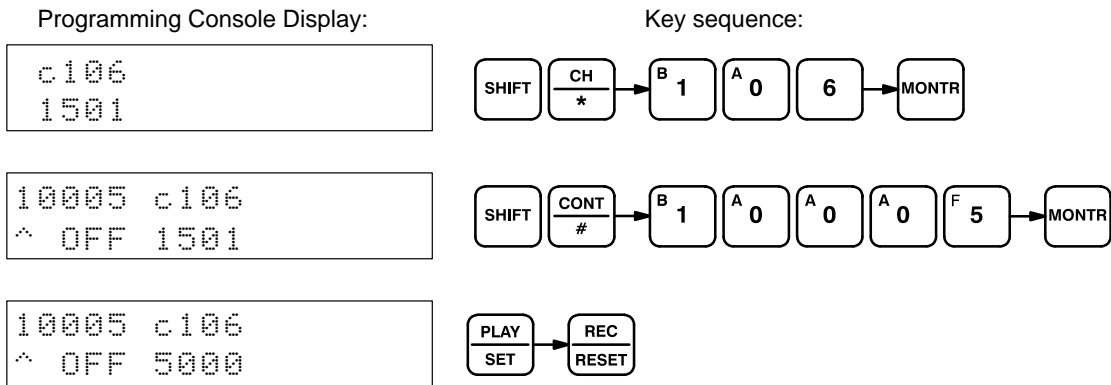 Programming Console Display:
Key sequence:
c106
1501
SHIFT CH * B 1 A 0 6 MONTR
10005 c106
^ OFF 1501
SHIFT CONT # B 1 A 0 A 0 A 0 F 5 MONTR
10005 c106
^ OFF 5000
PLAY SET REC RESET